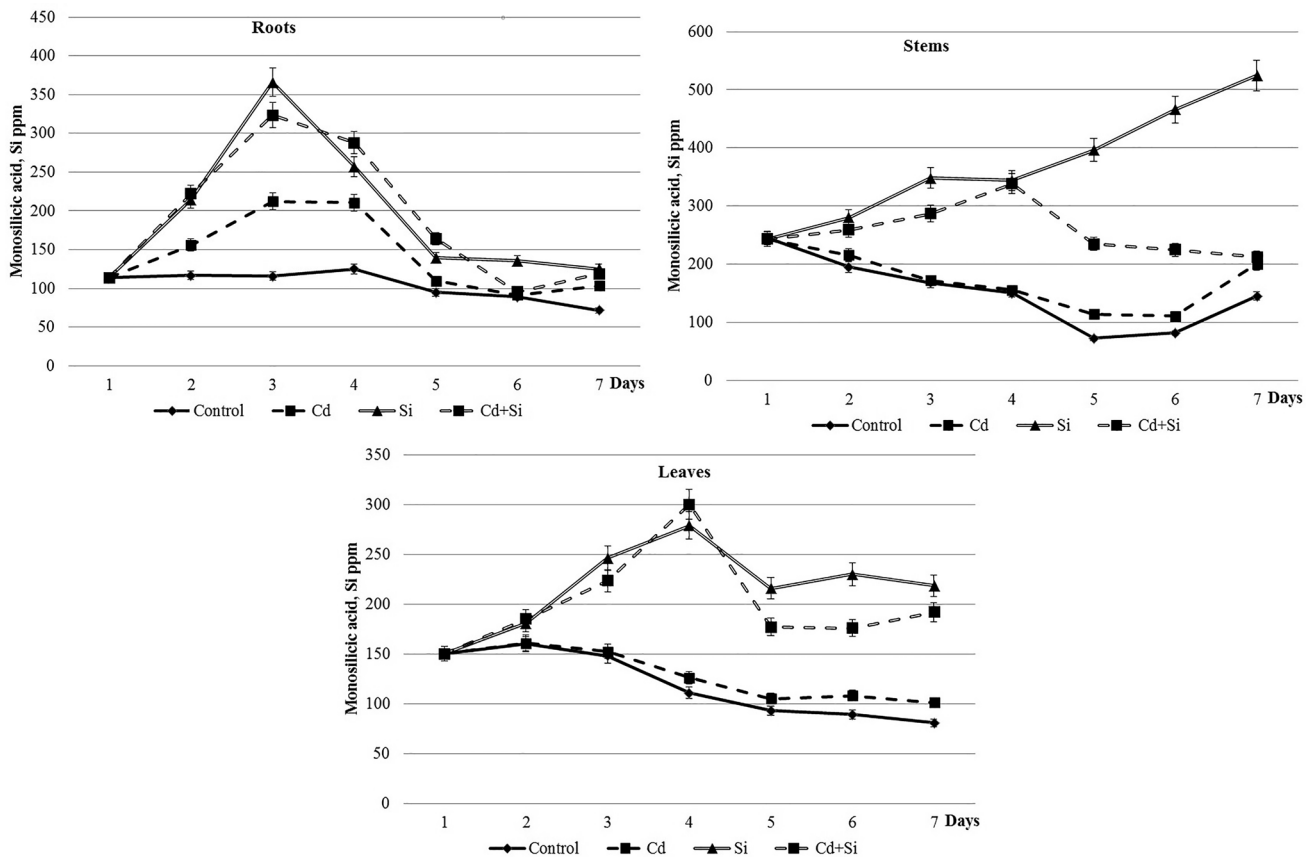 Roots
Monosilicic acid, Si ppm
450
400
350
300
250
200
150
100
50
0
1 2 3 4 5 6 7 Days
Control Cd Si Cd+Si
Stems
Monosilicic acid, Si ppm
600
500
400
300
200
100
0
1 2 3 4 5 6 7 Days
Control Cd Si Cd+Si
Leaves
Monosilicic acid, Si ppm
350
300
250
200
150
100
50
0
1 2 3 4 5 6 7 Days
Control Cd Si Cd+Si